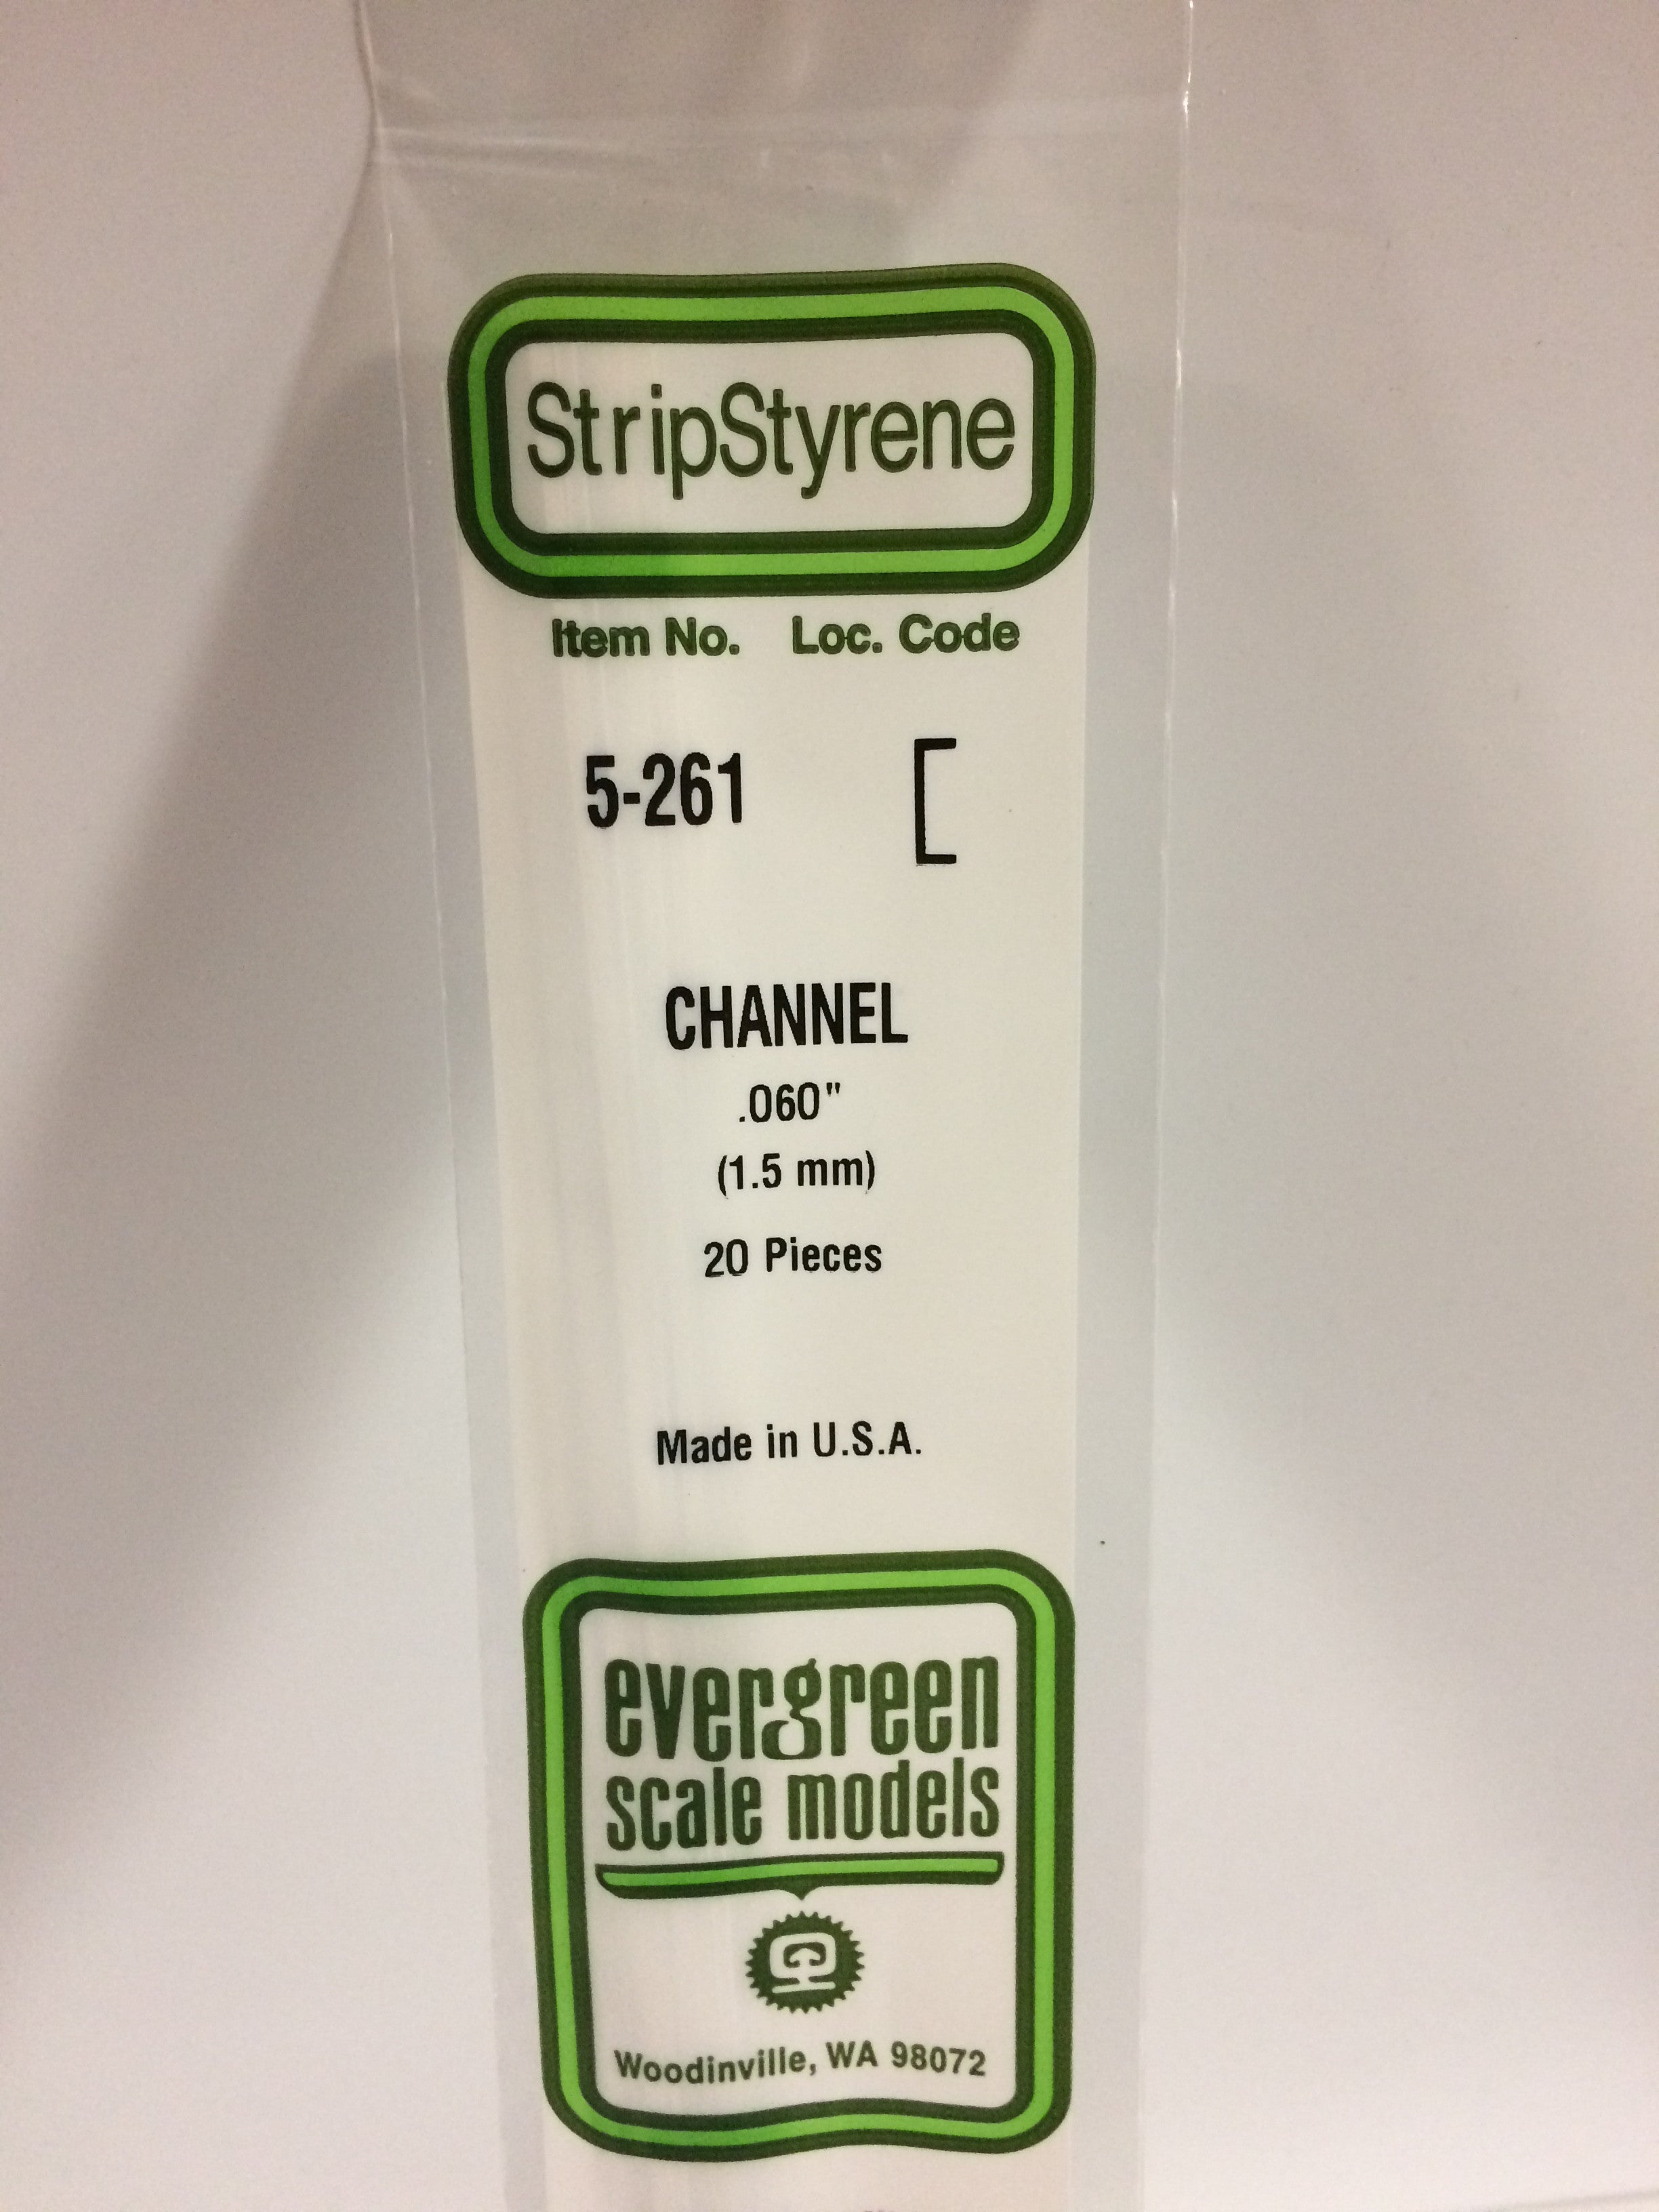 StripStyrene
Item No. Loc. Code
5-261
CHANNEL
.060"
(1.5 mm)
20 Pieces
Made in U.S.A.
evergreen
scale models
Woodinville, WA 98072